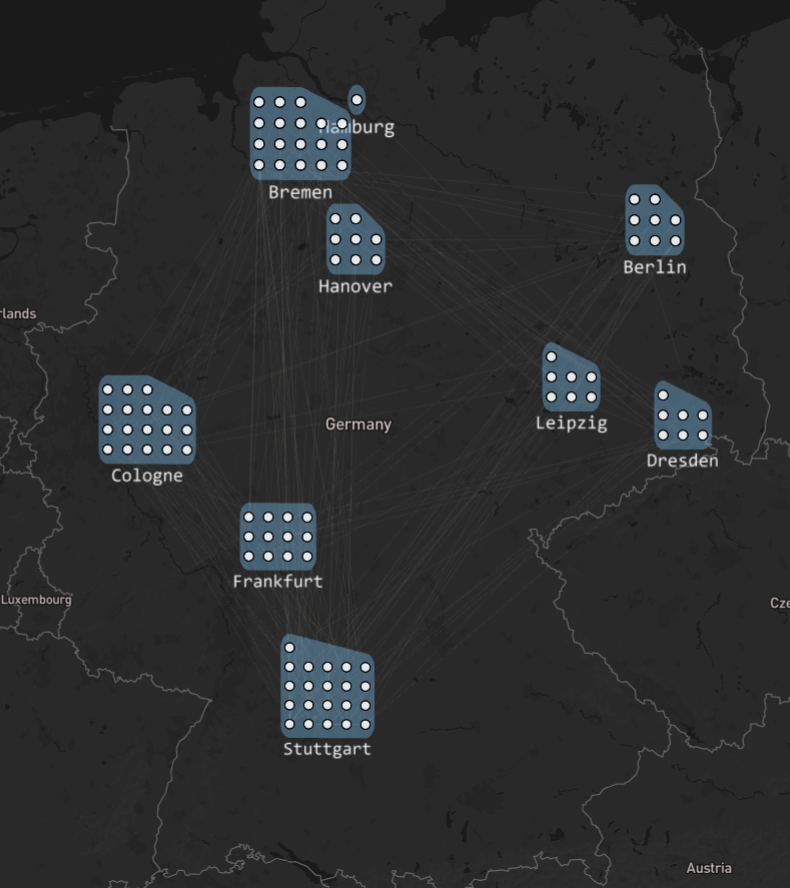 Hamburg
Bremen
Berlin
Hanover
rlands
Germany
Leipzig
Dresden
Cologne
Frankfurt
Luxembourg
Cze
Stuttgart
Austria